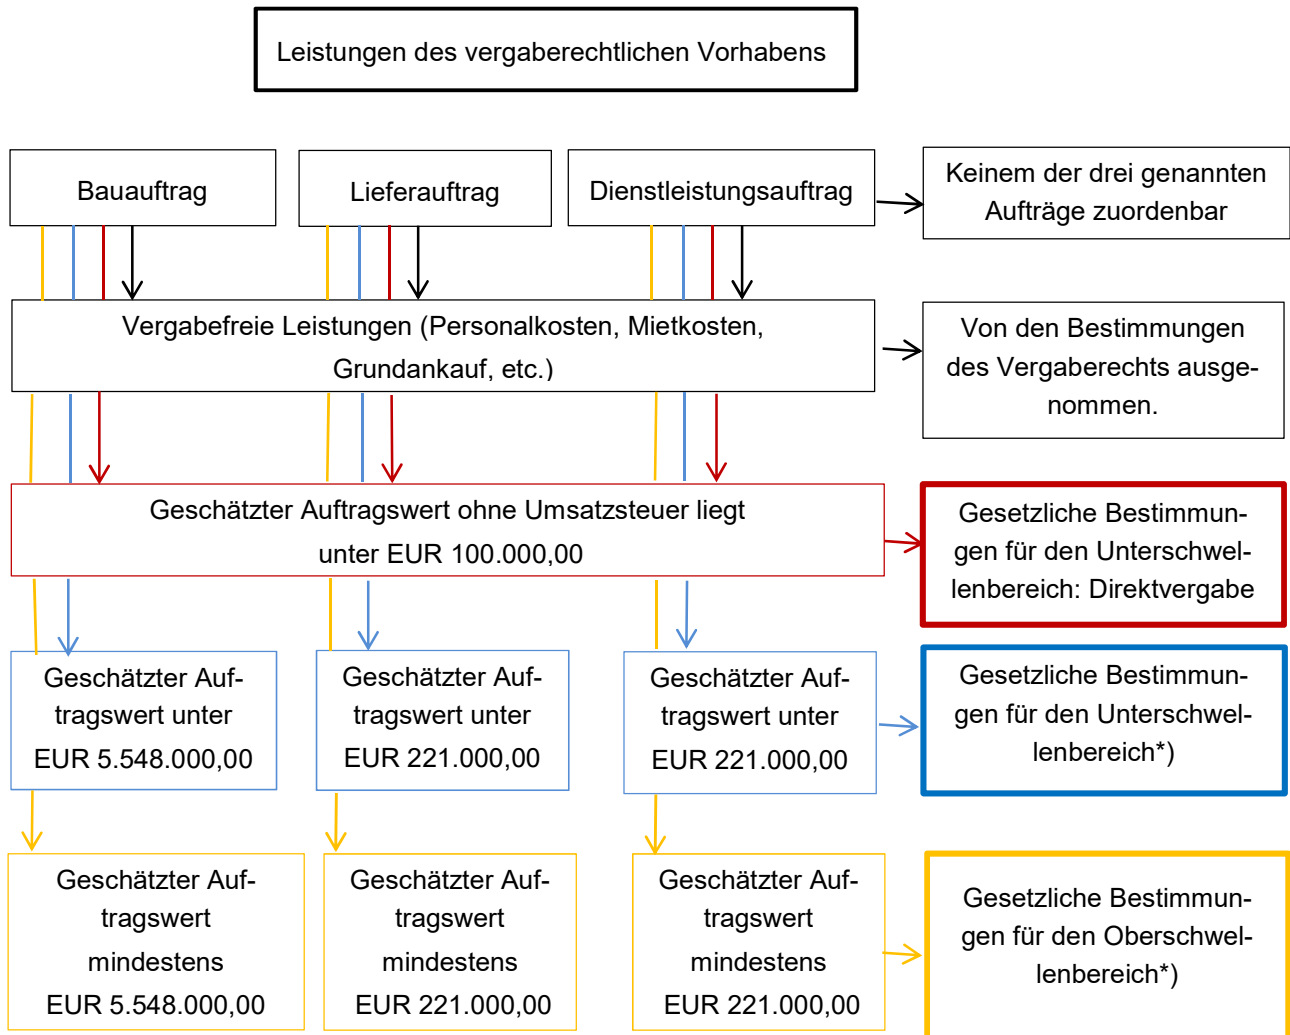 Leistungen des vergaberechtlichen Vorhabens
Bauauftrag
Lieferauftrag
Dienstleistungsauftrag
Keinem der drei genannten
Aufträge zuordenbar
Vergabefreie Leistungen (Personalkosten, Mietkosten,
Grundankauf, etc.)
Von den Bestimmungen
des Vergaberechts ausge-
nommen.
Geschätzter Auftragswert ohne Umsatzsteuer liegt
unter EUR 100.000,00
Gesetzliche Bestimmun-
gen für den Unterschwel-
lenbereich: Direktvergabe
Geschätzter Auf-
tragswert unter
EUR 5.548.000,00
Geschätzter Auf-
tragswert unter
EUR 221.000,00
Geschätzter Auf-
tragswert unter
EUR 221.000,00
Gesetzliche Bestimmun-
gen für den Unterschwel-
lenbereich*)
Geschätzter Auf-
tragswert
mindestens
EUR 5.548.000,00
Geschätzter Auf-
tragswert
mindestens
EUR 221.000,00
Geschätzter Auf-
tragswert
mindestens
EUR 221.000,00
Gesetzliche Bestimmun-
gen für den Oberschwel-
lenbereich*)